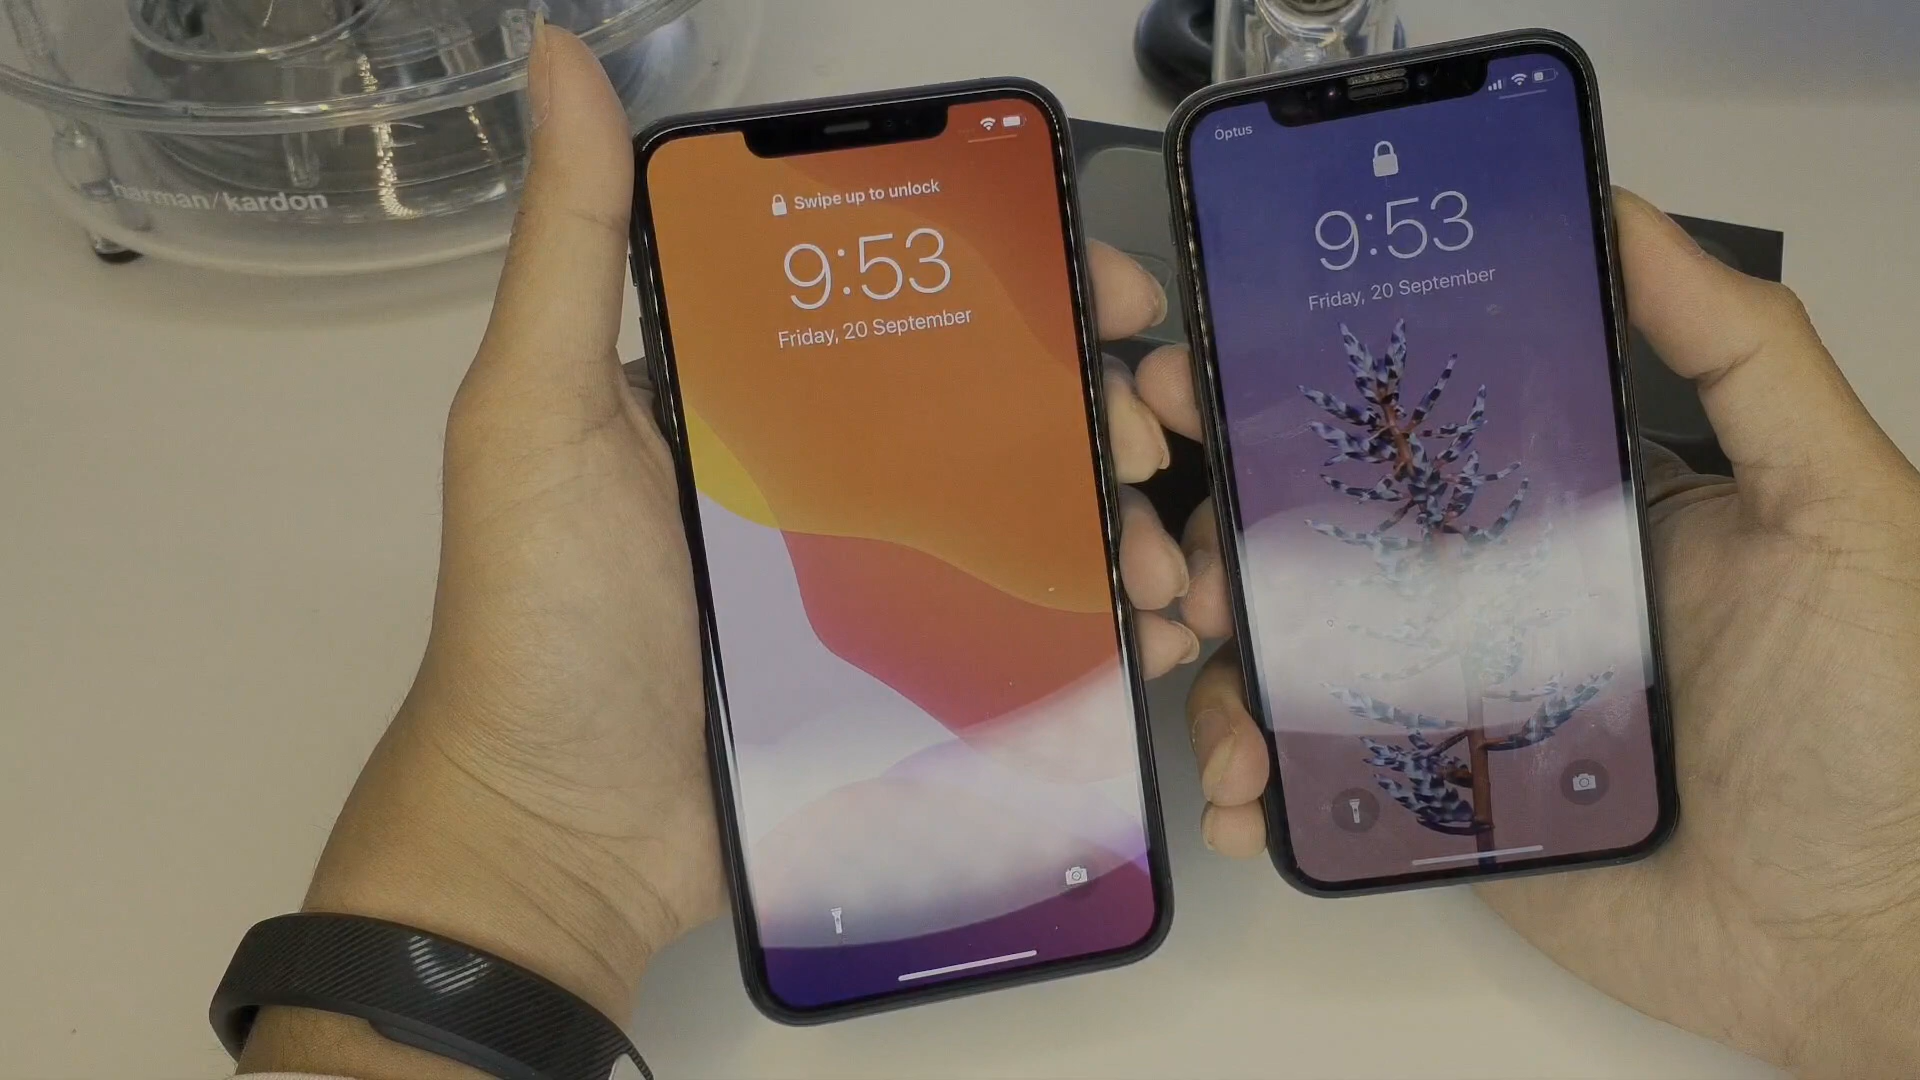 harman/kardon
Swipe up to unlock
9:53
Friday, 20 September
Optus
9:53
Friday, 20 September